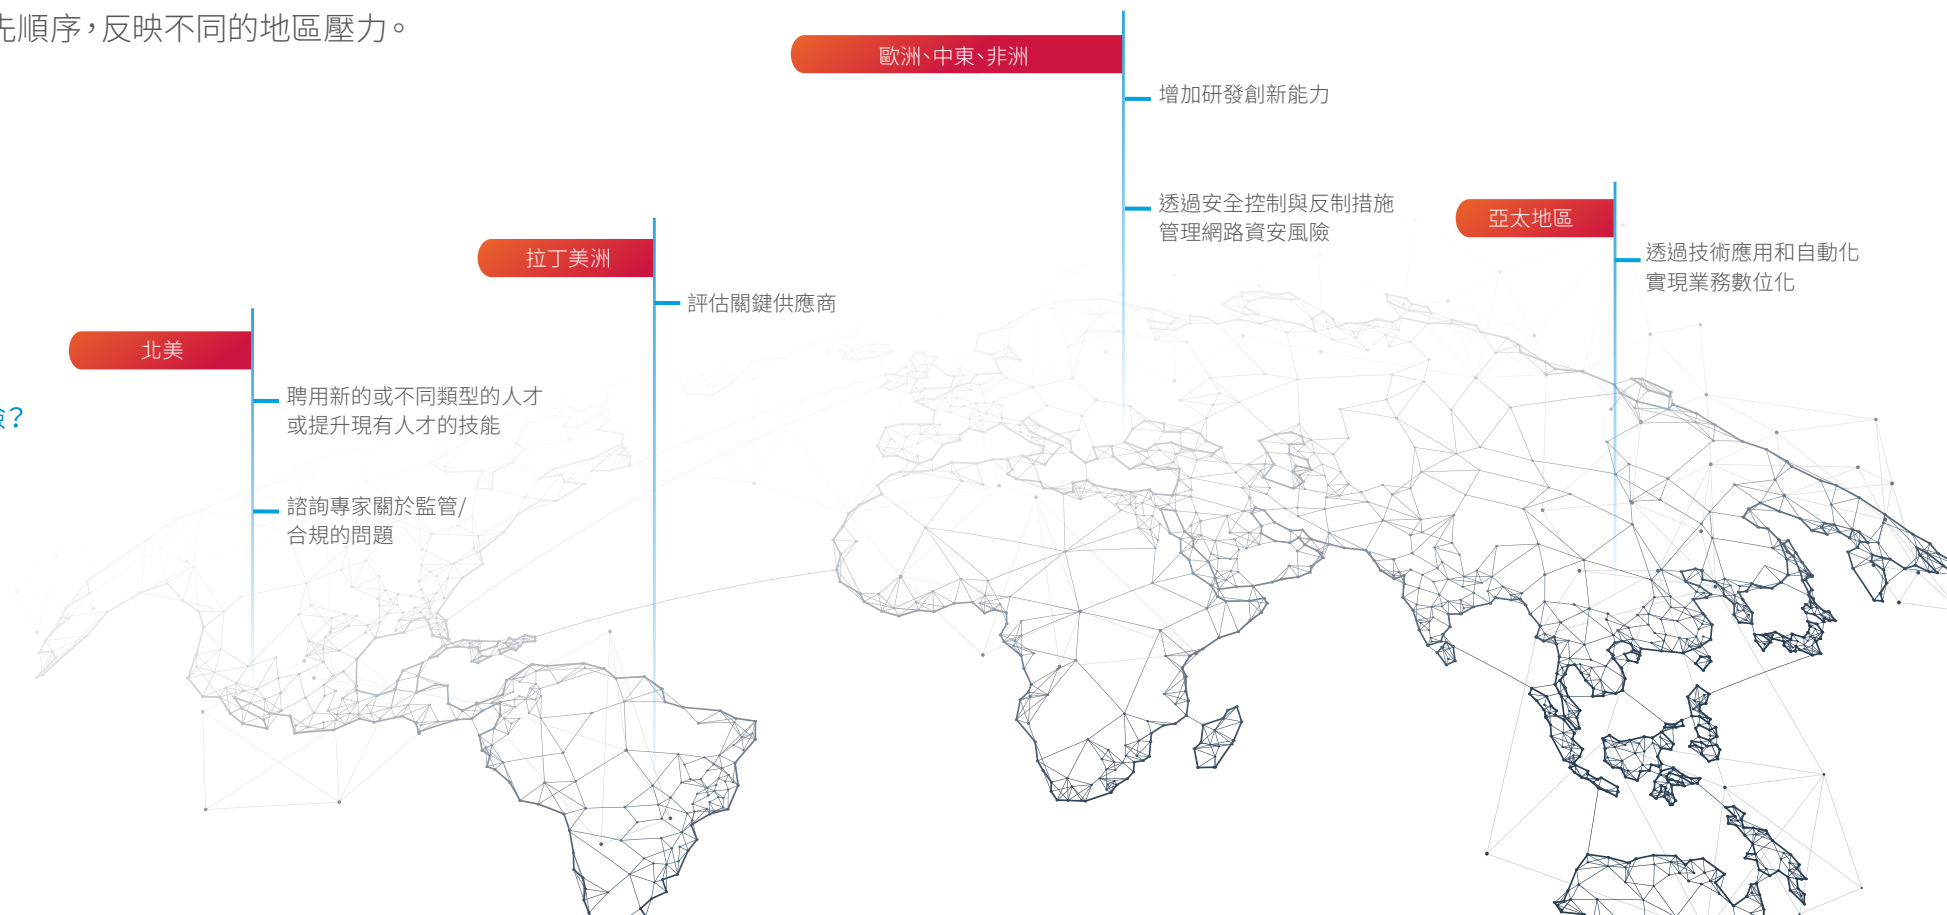 先順序，反映不同的地區壓力。
歐洲、中東、非洲
增加研發創新能力
透過安全控制與反制措施
管理網路資安風險
亞太地區
透過技術應用和自動化
實現業務數位化
拉丁美洲
評估關鍵供應商
北美
聘用新的或不同類型的人才
或提升現有人才的技能
諮詢專家關於監管/
合規的問題
險？